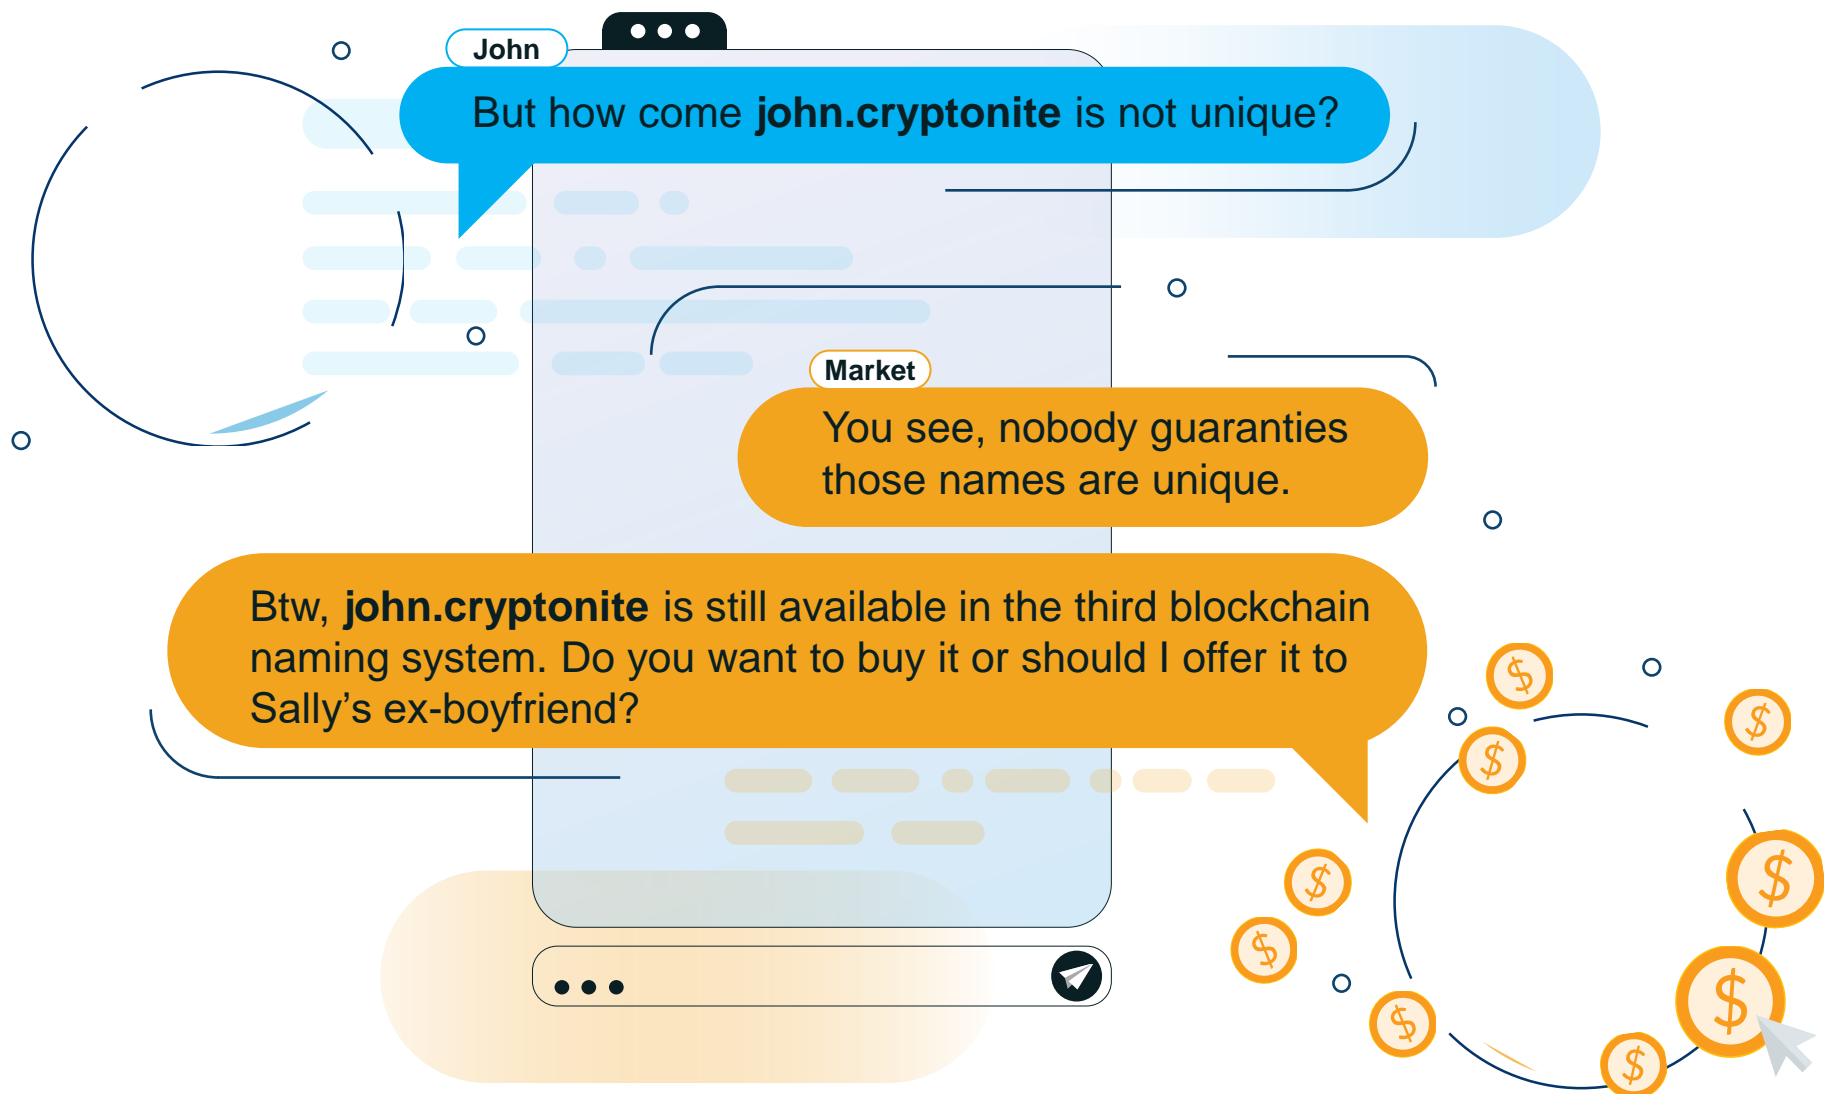 John
But how come john.cryptonite is not unique?
Market
You see, nobody guaranties
those names are unique.
Btw, john.cryptonite is still available in the third blockchain
naming system. Do you want to buy it or should I offer it to
Sally’s ex-boyfriend?
$
$
$
$
$
$
$
$
$